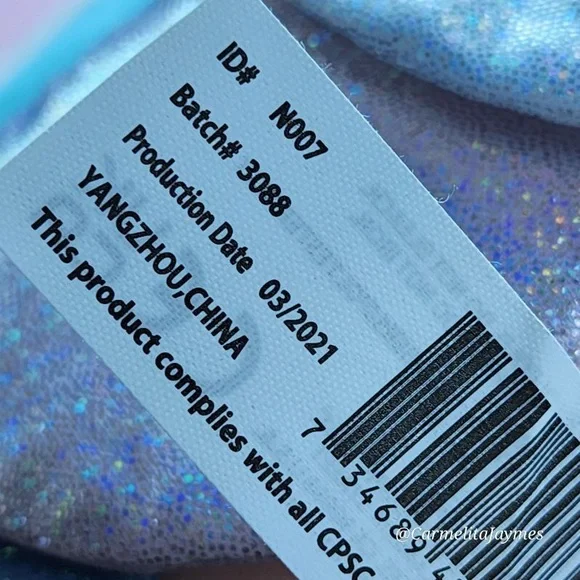 ID# N007
Batch# 3088
Production Date 03/2021
YANGZHOU,CHINA
This product complies with all CPSC
7 34689 4
@CarmelitaJaymes